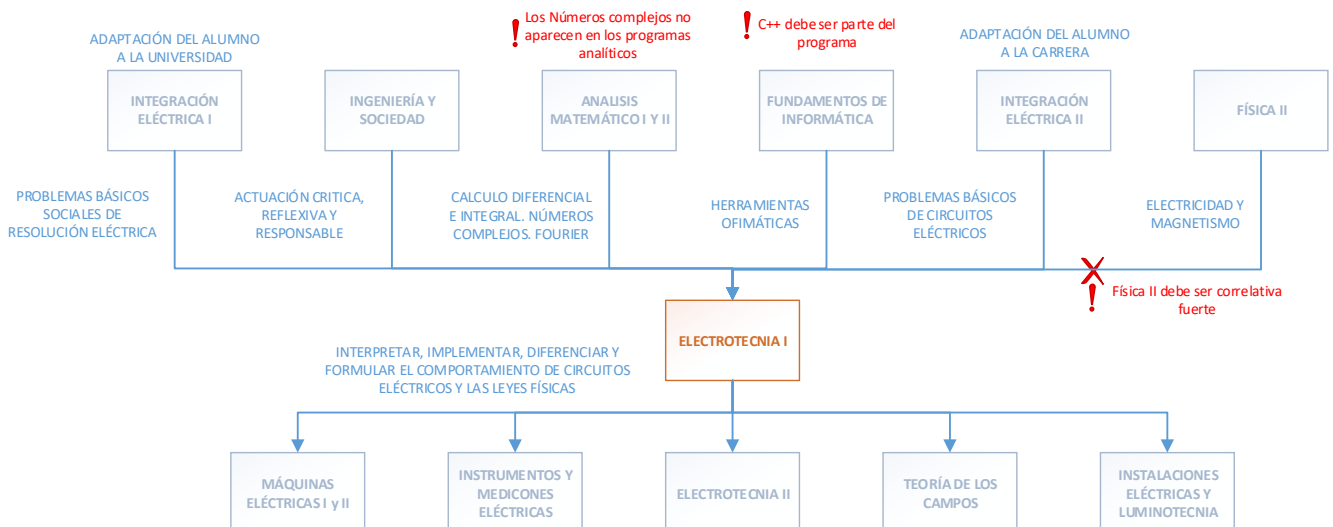 ADAPTACIÓN DEL ALUMNO
A LA UNIVERSIDAD
Los Números complejos no
aparecen en los programas
analíticos
C++ debe ser parte del
programa
ADAPTACIÓN DEL ALUMNO
A LA CARRERA
INTEGRACIÓN
ELÉCTRICA I
INGENIERÍA Y
SOCIEDAD
ANALISIS
MATEMÁTICO I Y II
FUNDAMENTOS DE
INFORMÁTICA
INTEGRACIÓN
ELÉCTRICA II
FÍSICA II
PROBLEMAS BÁSICOS
SOCIALES DE
RESOLUCIÓN ELÉCTRICA
ACTUACIÓN CRITICA,
REFLEXIVA Y
RESPONSABLE
CALCULO DIFERENCIAL
E INTEGRAL. NÚMEROS
COMPLEJOS. FOURIER
HERRAMIENTAS
OFIMÁTICAS
PROBLEMAS BÁSICOS
DE CIRCUITOS
ELÉCTRICOS
ELECTRICIDAD Y
MAGNETISMO
Física II debe ser correlativa
fuerte
ELECTROTECNIA I
INTERPRETAR, IMPLEMENTAR, DIFERENCIAR Y
FORMULAR EL COMPORTAMIENTO DE CIRCUITOS
ELÉCTRICOS Y LAS LEYES FÍSICAS
MÁQUINAS
ELÉCTRICAS I y II
INSTRUMENTOS Y
MEDICONES
ELÉCTRICAS
ELECTROTECNIA II
TEORÍA DE LOS
CAMPOS
INSTALACIONES
ELÉCTRICAS Y
LUMINOTECNIA